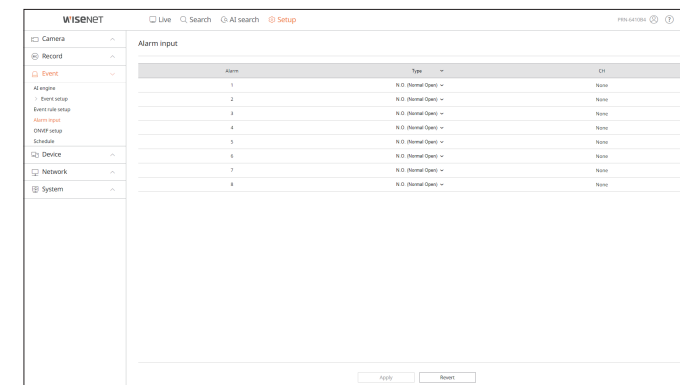 WISENET
Live Search AI search Setup
Camera
Record
Event
AI engine
Event setup
Event rule setup
Alarm input
ONVIF setup
Schedule
Device
Network
System
Alarm input
Alarm Type CH
1 N.O. (Normal Open) None
2 N.O. (Normal Open) None
3 N.O. (Normal Open) None
4 N.O. (Normal Open) None
5 N.O. (Normal Open) None
6 N.O. (Normal Open) None
7 N.O. (Normal Open) None
8 N.O. (Normal Open) None
Apply Revert